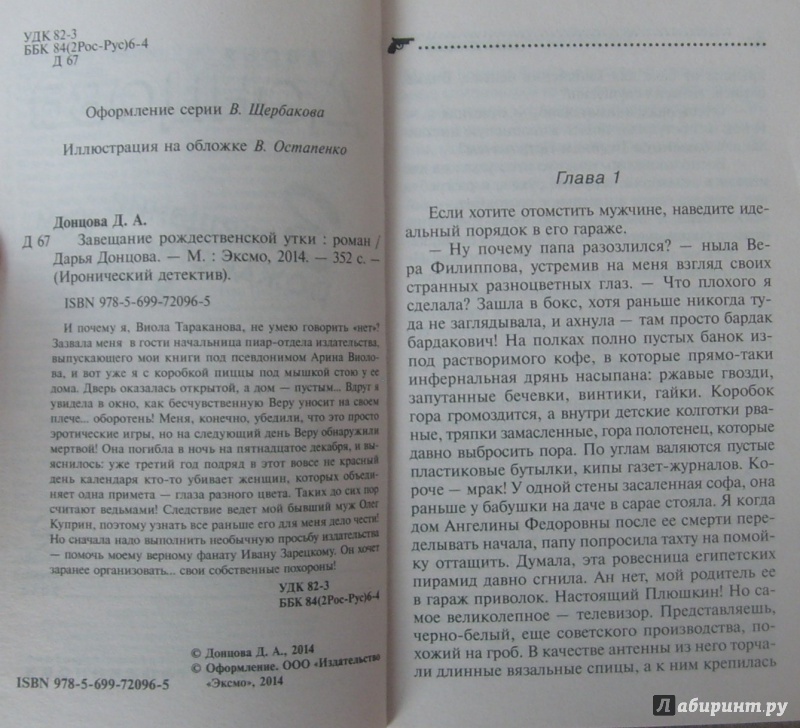 УДК 82-3
ББК 84(2Рос-Рус)6-4
Д 67
Оформление серии В. Щербакова
Иллюстрация на обложке В. Остапенко
Донцова Д. А.
Д 67 Завещание рождественской утки : роман /
Дарья Донцова. — М. : Эксмо, 2014. — 352 с. —
(Иронический детектив).
ISBN 978-5-699-72096-5
И почему я, Виола Тараканова, не умею говорить «нет»!
Зазвала меня в гости начальница пиар-отдела издательства,
выпускающего мои книги под псевдонимом Арина Виоло-
ва, и вот уже я с коробкой пиццы под мышкой стою у ее
дома. Дверь оказалась открытой, а дом — пустым... Вдруг я
увидела в окно, как бесчувственную Веру уносит на своем
плече... оборотень! Меня, конечно, убедили, что это просто
эротические игры, но на следующий день Веру обнаружили
мертвой! Она погибла в ночь на пятнадцатое декабря, и вы-
яснилось: уже третий год подряд в этот вовсе не красный
день календаря кто-то убивает женщин, которых объеди-
няет одна примета — глаза разного цвета. Таких до сих пор
считают ведьмами! Следствие ведет мой бывший муж Олег
Куприн, поэтому узнать все раньше его для меня дело чести!
Но сначала надо выполнить необычную просьбу издательства
— помочь моему верному фанату Ивану Зарецкому. Он хочет
заранее организовать... свои собственные похороны!
УДК 82-3
ББК 84(2Рос-Рус)6-4
© Донцова Д. А., 2014
© Оформление. ООО «Издательство
ISBN 978-5-699-72096-5 «Эксмо», 2014
Глава 1
Если хотите отомстить мужчине, наведите иде-
альный порядок в его гараже.
— Ну почему папа разозлился? — ныла Ве-
ра Филиппова, устремив на меня взгляд своих
странных разноцветных глаз. — Что плохого я
сделала? Зашла в бокс, хотя раньше никогда ту-
да не заглядывала, и ахнула — там просто бардак
бардакович! На полках полно пустых банок из-
под растворимого кофе, в которые прямо-таки
инфернальная дрянь насыпана: ржавые гвозди,
запутанные бечевки, винтики, гайки. Коробок
гора громоздится, а внутри детские колготки рва-
ные, тряпки замасленные, гора полотенец, которые
давно выбросить пора. По углам валяются пустые
пластиковые бутылки, кипы газет-журналов. Ко-
роче — мрак! У одной стены засаленная софа, она
раньше у бабушки на даче в сарае стояла. Я когда
дом Ангелины Федоровны после ее смерти пере-
делывать начала, папу попросила тахту на помой-
ку оттащить. Думала, эта ровесница египетских
пирамид давно сгнила. Ан нет, мой родитель ее
в гараж приволок. Настоящий Плюшкин! Но са-
мое великолепное — телевизор. Представляешь,
черно-белый, еще советского производства, по-
хожий на гроб. В качестве антенны из него торча-
ли длинные вязальные спицы, а к ним крепилась
Лабиринт.ру